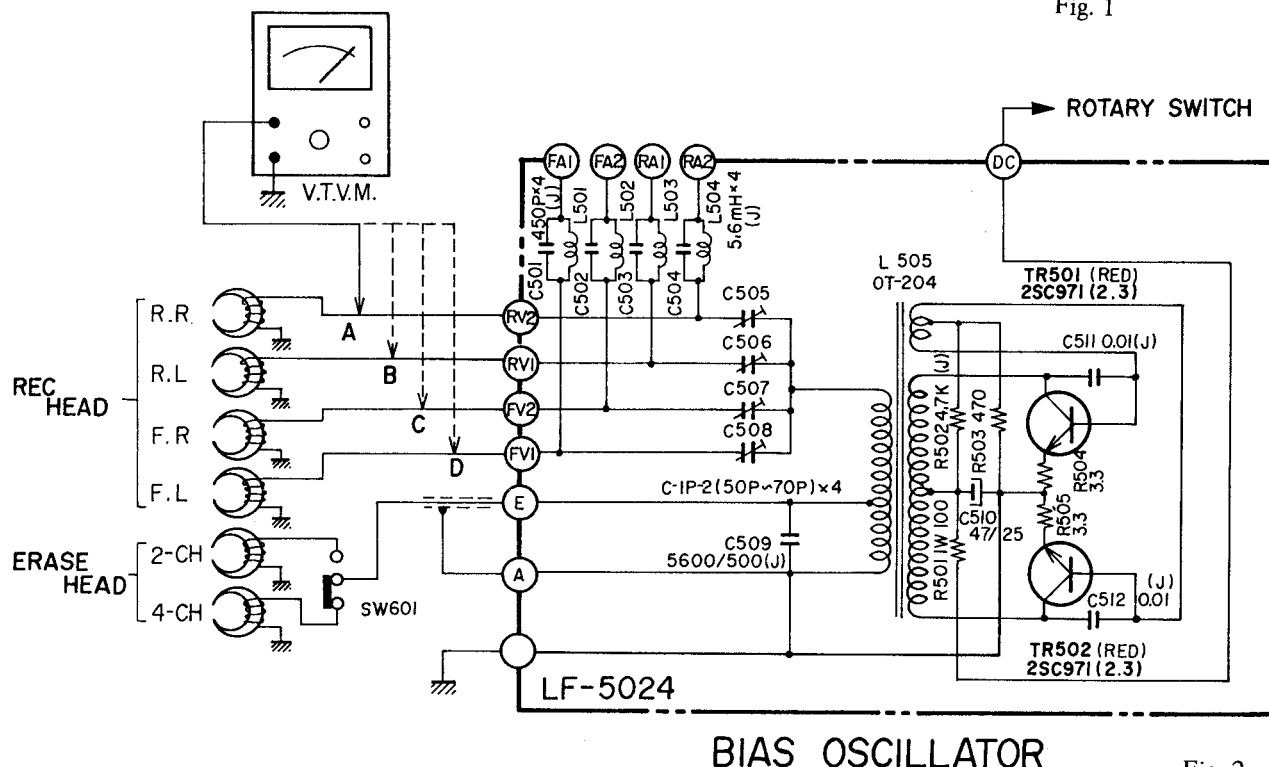 Fig. 1
ROTARY SWITCH
V.T.V.M.
FA1
FA2
RA1
RA2
DC
450P×4
(J)
L501
L502
L503
L504
5.6mH×4
(J)
C501
C502
C503
C504
L 505
OT-204
TR501 (RED)
2SC971(2.3)
REC
HEAD
R.R.
R.L
F.R
F.L
A
B
C
D
RV2
RV1
FV2
FV1
E
A
C505
C506
C507
C508
C-1P-2(50P~70P)×4
C509
5600/500(J)
C511 0.01(J)
R502 4.7K (J)
R503 470
R504
3.3
R505
3.3
C510
47/25
R501 1W 100
C512
(J)
0.01
TR502 (RED)
2SC971(2.3)
ERASE
HEAD
2-CH
4-CH
SW601
LF-5024
BIAS OSCILLATOR